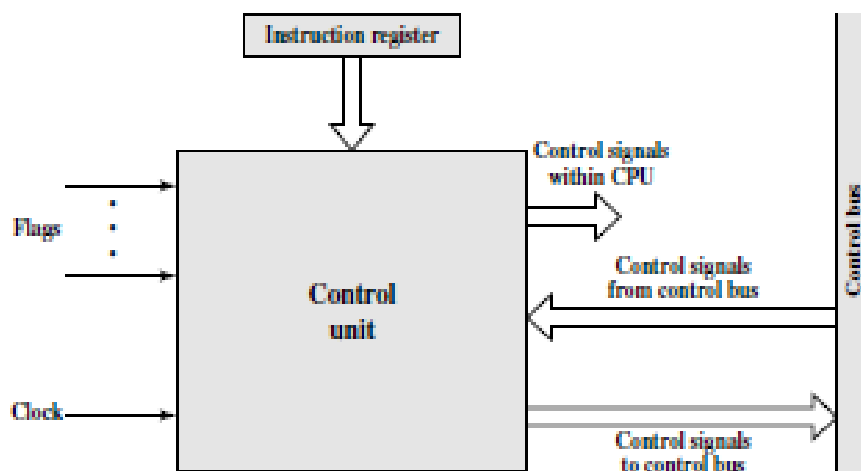 Instruction register
Control signals
within CPU
Flags
Control signals
from control bus
Control
unit
Clock
Control signals
to control bus
Control bus